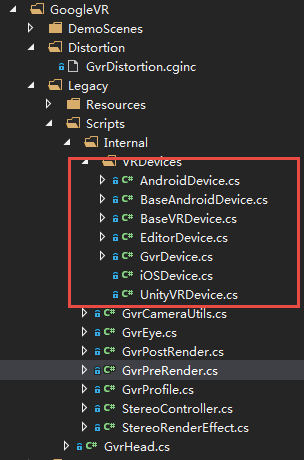 GoogleVR
DemoScenes
Distortion
GvrDistortion.cginc
Legacy
Resources
Scripts
Internal
VRDevices
C# AndroidDevice.cs
C# BaseAndroidDevice.cs
C# BaseVRDevice.cs
C# EditorDevice.cs
C# GvrDevice.cs
C# iOSDevice.cs
C# UnityVRDevice.cs
C# GvrCameraUtils.cs
C# GvrEye.cs
C# GvrPostRender.cs
C# GvrPreRender.cs
C# GvrProfile.cs
C# StereoController.cs
C# StereoRenderEffect.cs
C# GvrHead.cs